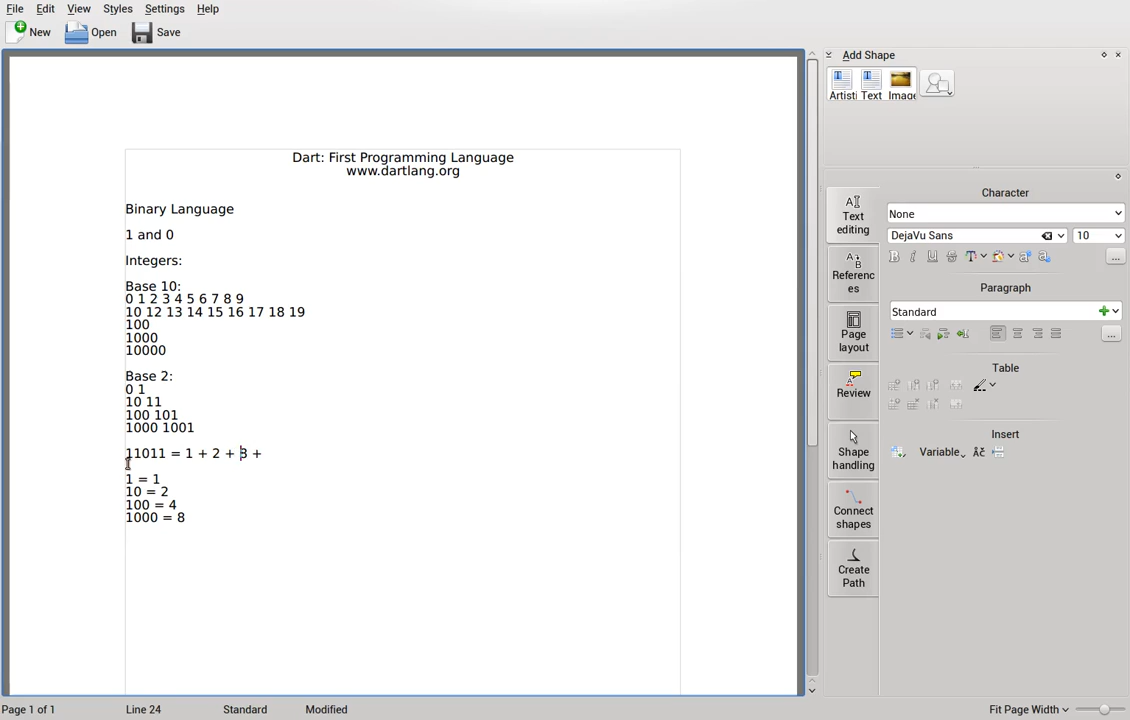 File Edit View Styles Settings Help
New Open Save
Add Shape
Artisti Text Image
Dart: First Programming Language
www.dartlang.org
Binary Language
1 and 0
Integers:
Base 10:
0 1 2 3 4 5 6 7 8 9
10 12 13 14 15 16 17 18 19
100
1000
10000
Base 2:
0 1
10 11
100 101
1000 1001
11011 = 1 + 2 + 8 +
1 = 1
10 = 2
100 = 4
1000 = 8
Text
editing
Referenc
es
Page
layout
Review
Shape
handling
Connect
shapes
Create
Path
Character
None
DejaVu Sans 10
...
Paragraph
Standard
...
Table
Insert
Variable
Page 1 of 1 Line 24 Standard Modified Fit Page Width